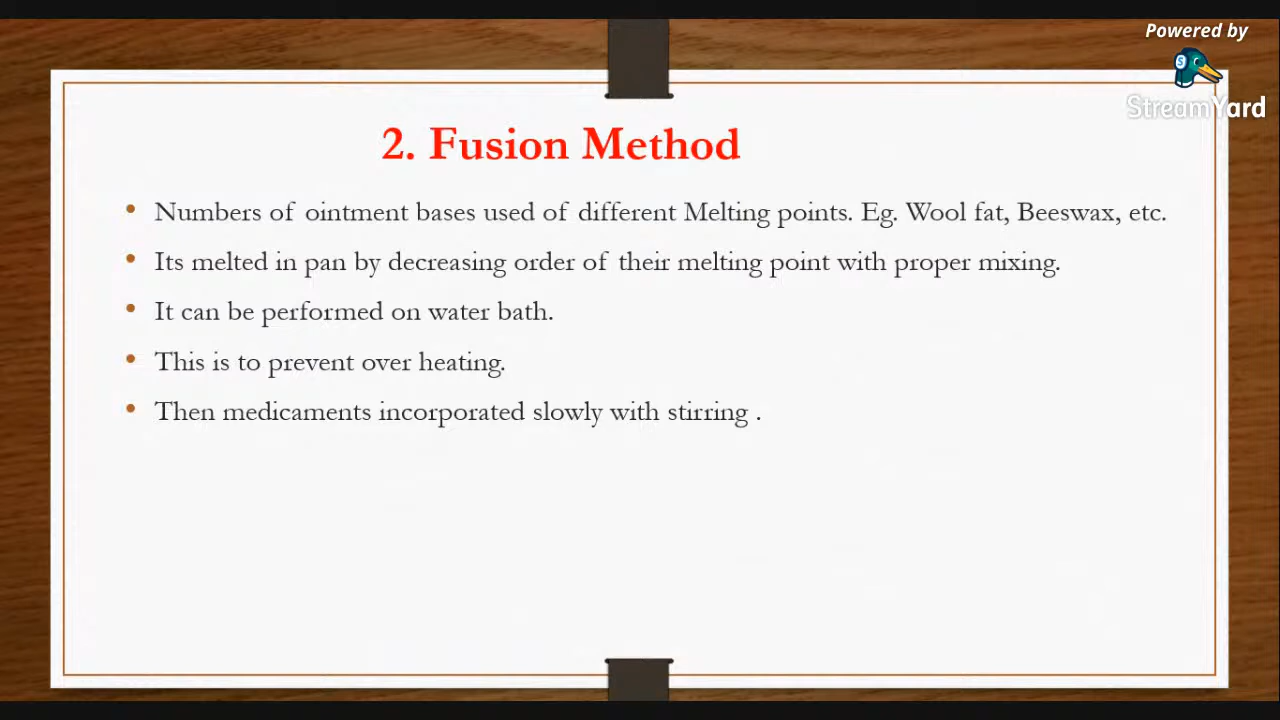 Powered by
StreamYard
2. Fusion Method
• Numbers of ointment bases used of different Melting points. Eg. Wool fat, Beeswax, etc.
• Its melted in pan by decreasing order of their melting point with proper mixing.
• It can be performed on water bath.
• This is to prevent over heating.
• Then medicaments incorporated slowly with stirring .